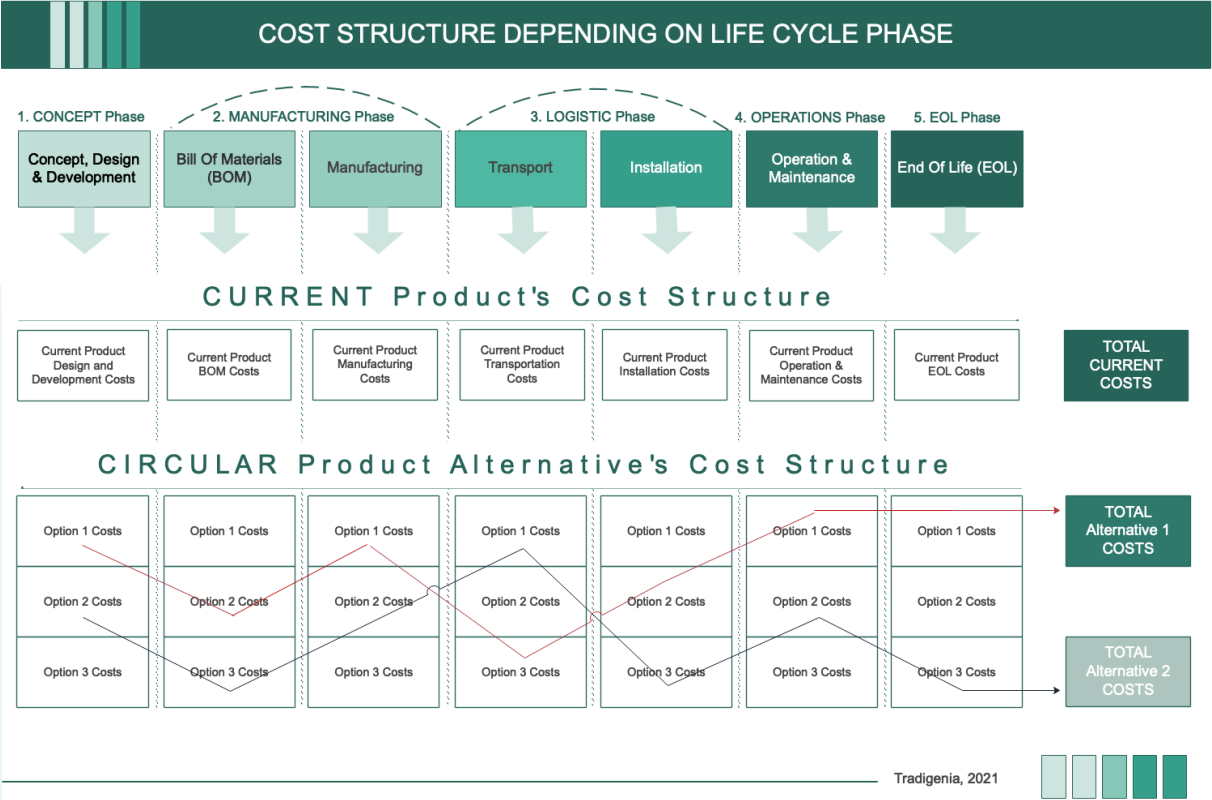 COST STRUCTURE DEPENDING ON LIFE CYCLE PHASE
1. CONCEPT Phase
2. MANUFACTURING Phase
3. LOGISTIC Phase
4. OPERATIONS Phase
5. EOL Phase
Concept, Design
& Development
Bill Of Materials
(BOM)
Manufacturing
Transport
Installation
Operation &
Maintenance
End Of Life (EOL)
CURRENT Product's Cost Structure
Current Product
Design and
Development Costs
Current Product
BOM Costs
Current Product
Manufacturing
Costs
Current Product
Transportation
Costs
Current Product
Installation Costs
Current Product
Operation &
Maintenance Costs
Current Product
EOL Costs
TOTAL
CURRENT
COSTS
CIRCULAR Product Alternative's Cost Structure
Option 1 Costs
Option 1 Costs
Option 1 Costs
Option 1 Costs
Option 1 Costs
Option 1 Costs
Option 1 Costs
TOTAL
Alternative 1
COSTS
Option 2 Costs
Option 2 Costs
Option 2 Costs
Option 2 Costs
Option 2 Costs
Option 2 Costs
Option 2 Costs
Option 3 Costs
Option 3 Costs
Option 3 Costs
Option 3 Costs
Option 3 Costs
Option 3 Costs
Option 3 Costs
TOTAL
Alternative 2
COSTS
Tradigenia, 2021